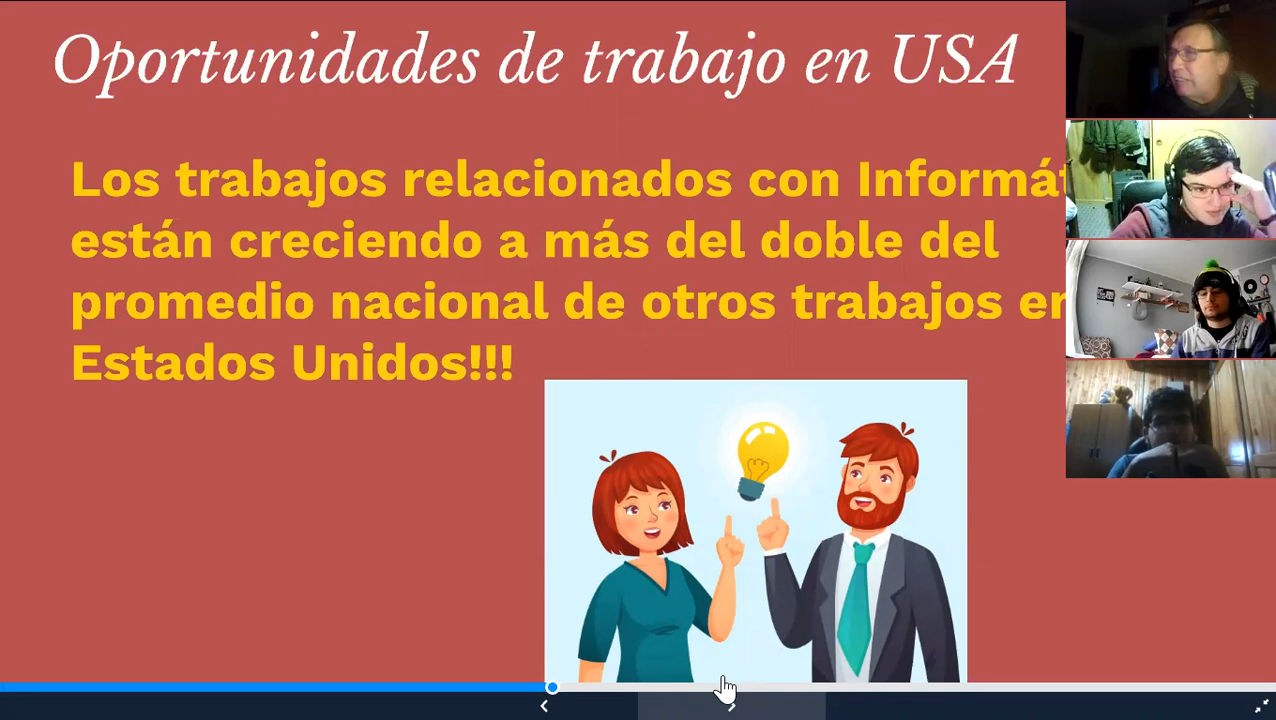 Oportunidades de trabajo en USA
Los trabajos relacionados con
están creciendo a más del doble del
promedio nacional de otros trabajos
Estados Unidos!!!